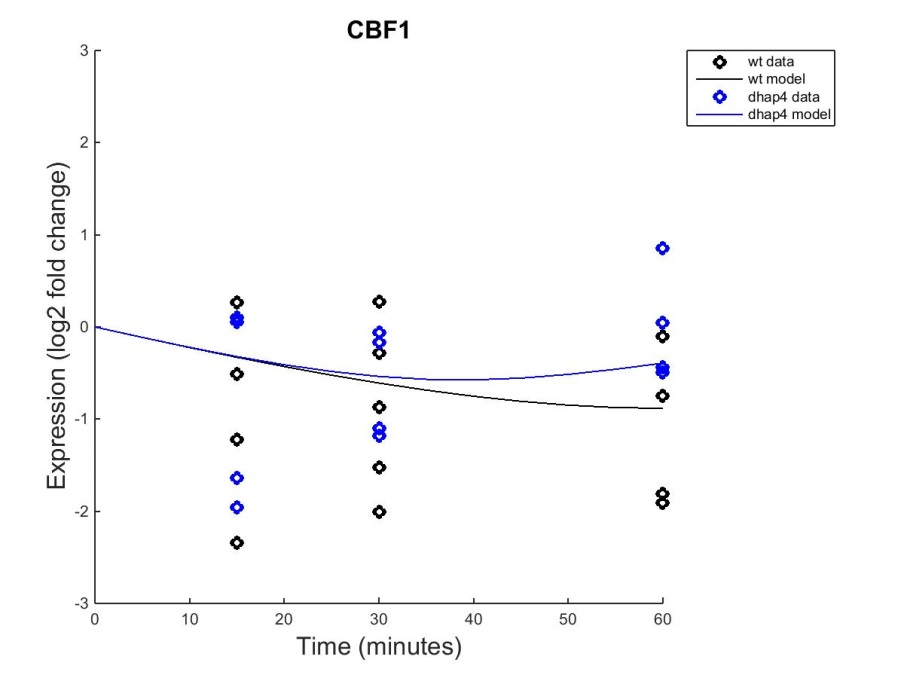 CBF1
3
2
1
0
-1
-2
-3
Expression (log2 fold change)
0 10 20 30 40 50 60
Time (minutes)
wt data
wt model
dhap4 data
dhap4 model